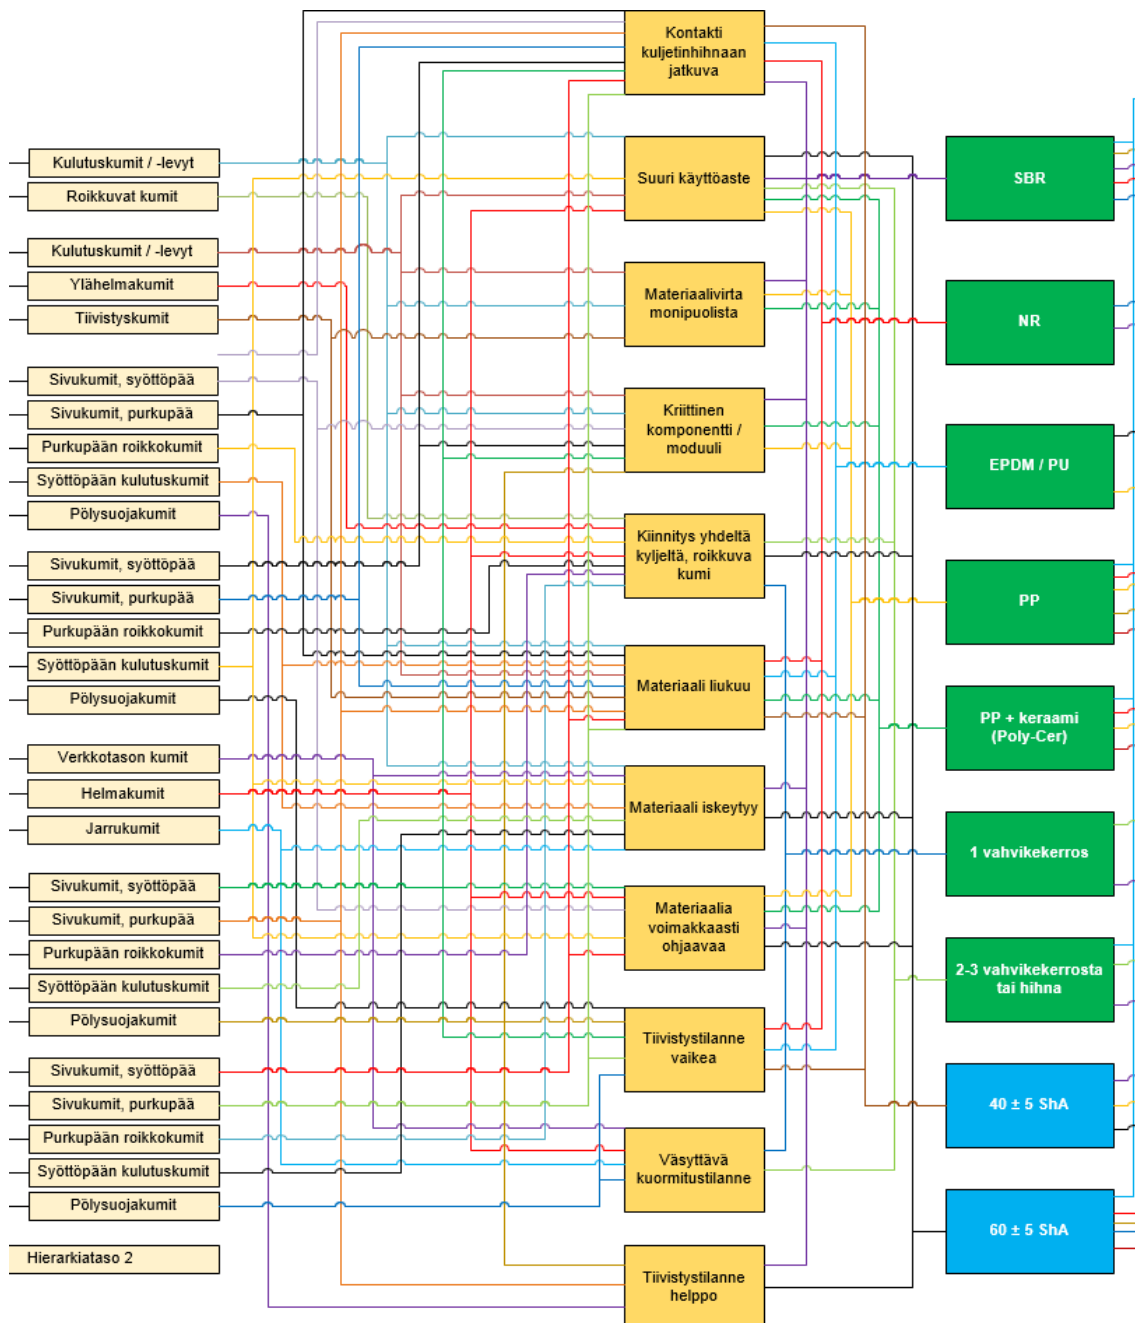 Kulutuskumit / -levyt
Roikkuvat kumit
Kulutuskumit / -levyt
Ylähelmakumit
Tiivistyskumit
Sivukumit, syöttöpää
Sivukumit, purkupää
Purkupään roikkokumit
Syöttöpään kulutuskumit
Pölysuojakumit
Sivukumit, syöttöpää
Sivukumit, purkupää
Purkupään roikkokumit
Syöttöpään kulutuskumit
Pölysuojakumit
Verkkotason kumit
Helmakumit
Jarrukumit
Sivukumit, syöttöpää
Sivukumit, purkupää
Purkupään roikkokumit
Syöttöpään kulutuskumit
Pölysuojakumit
Sivukumit, syöttöpää
Sivukumit, purkupää
Purkupään roikkokumit
Syöttöpään kulutuskumit
Pölysuojakumit
Hierarkiataso 2
Kontakti
kuljetinhihnaan
jatkuva
Suuri käyttöaste
Materiaalivirta
monipuolista
Kriittinen
komponentti /
moduuli
Kiinnitys yhdeltä
kyljeltä, roikkuva
kumi
Materiaali liukuu
Materiaali iskeytyy
Materiaalia
voimakkaasti
ohjaavaa
Tiivistystilanne
vaikea
Väsyttävä
kuormitustilanne
Tiivistystilanne
helppo
SBR
NR
EPDM / PU
PP
PP + keraami
(Poly-Cer)
1 vahvikekerros
2-3 vahvikekerrosta
tai hihna
40 ± 5 ShA
60 ± 5 ShA